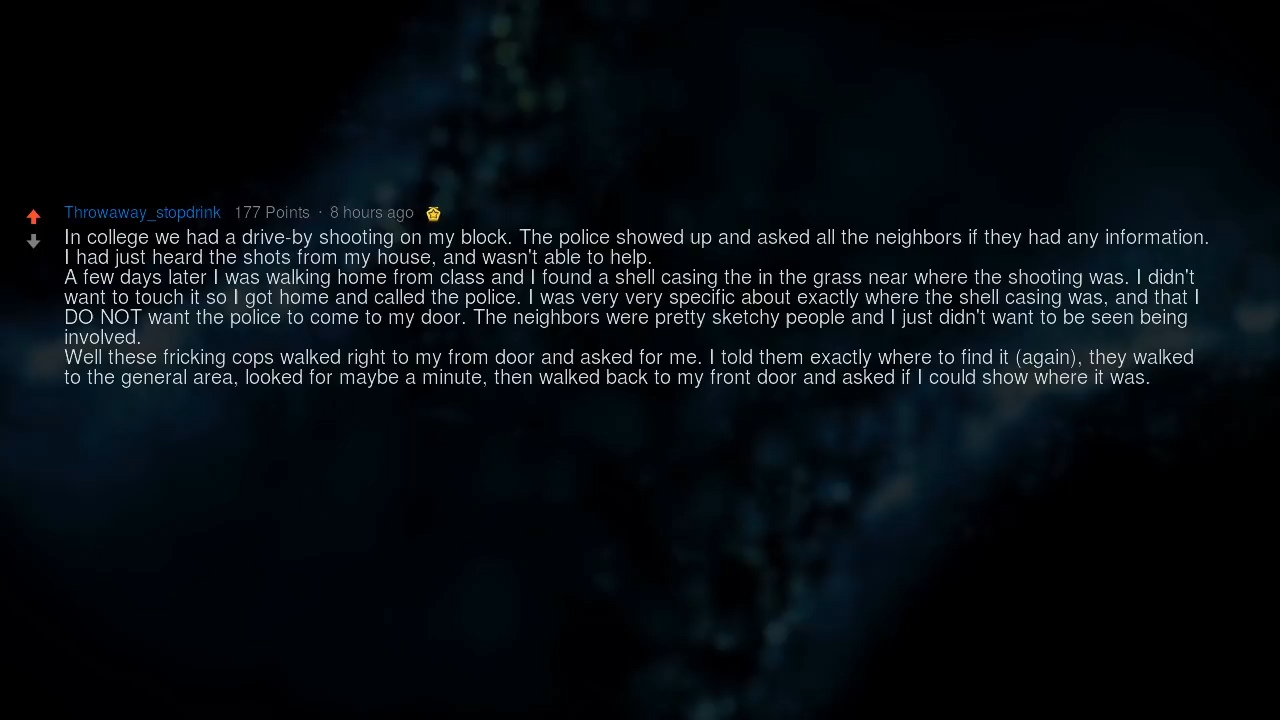 Throwaway_stopdrink 177 Points · 8 hours ago
In college we had a drive-by shooting on my block. The police showed up and asked all the neighbors if they had any information.
I had just heard the shots from my house, and wasn't able to help.
A few days later I was walking home from class and I found a shell casing the in the grass near where the shooting was. I didn't
want to touch it so I got home and called the police. I was very very specific about exactly where the shell casing was, and that I
DO NOT want the police to come to my door. The neighbors were pretty sketchy people and I just didn't want to be seen being
involved.
Well these fricking cops walked right to my from door and asked for me. I told them exactly where to find it (again), they walked
to the general area, looked for maybe a minute, then walked back to my front door and asked if I could show where it was.